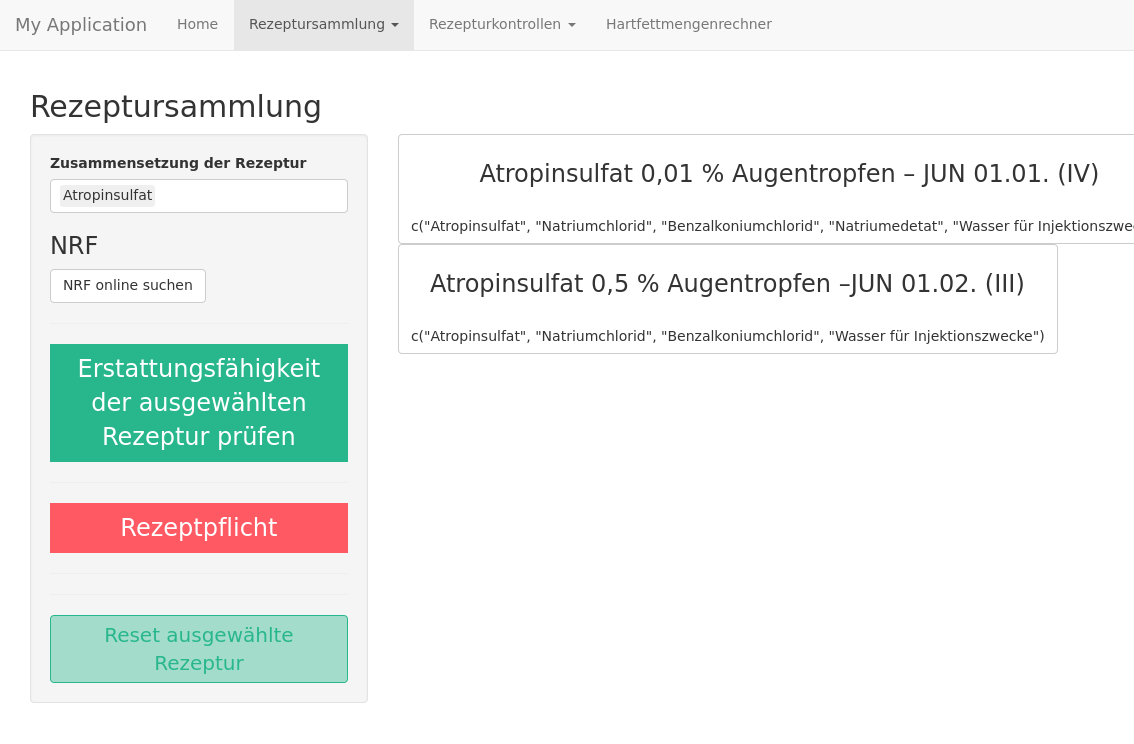 My Application Home Rezeptursammlung Rezepturkontrollen Hartfettmengenrechner
Rezeptursammlung
Zusammensetzung der Rezeptur
Atropinsulfat
NRF
NRF online suchen
Erstattungsfähigkeit
der ausgewählten
Rezeptur prüfen
Rezeptpflicht
Reset ausgewählte
Rezeptur
Atropinsulfat 0,01 % Augentropfen – JUN 01.01. (IV)
c("Atropinsulfat", "Natriumchlorid", "Benzalkoniumchlorid", "Natriumedetat", "Wasser für
Atropinsulfat 0,5 % Augentropfen –JUN 01.02. (III)
c("Atropinsulfat", "Natriumchlorid", "Benzalkoniumchlorid", "Wasser für Injektionszwecke")